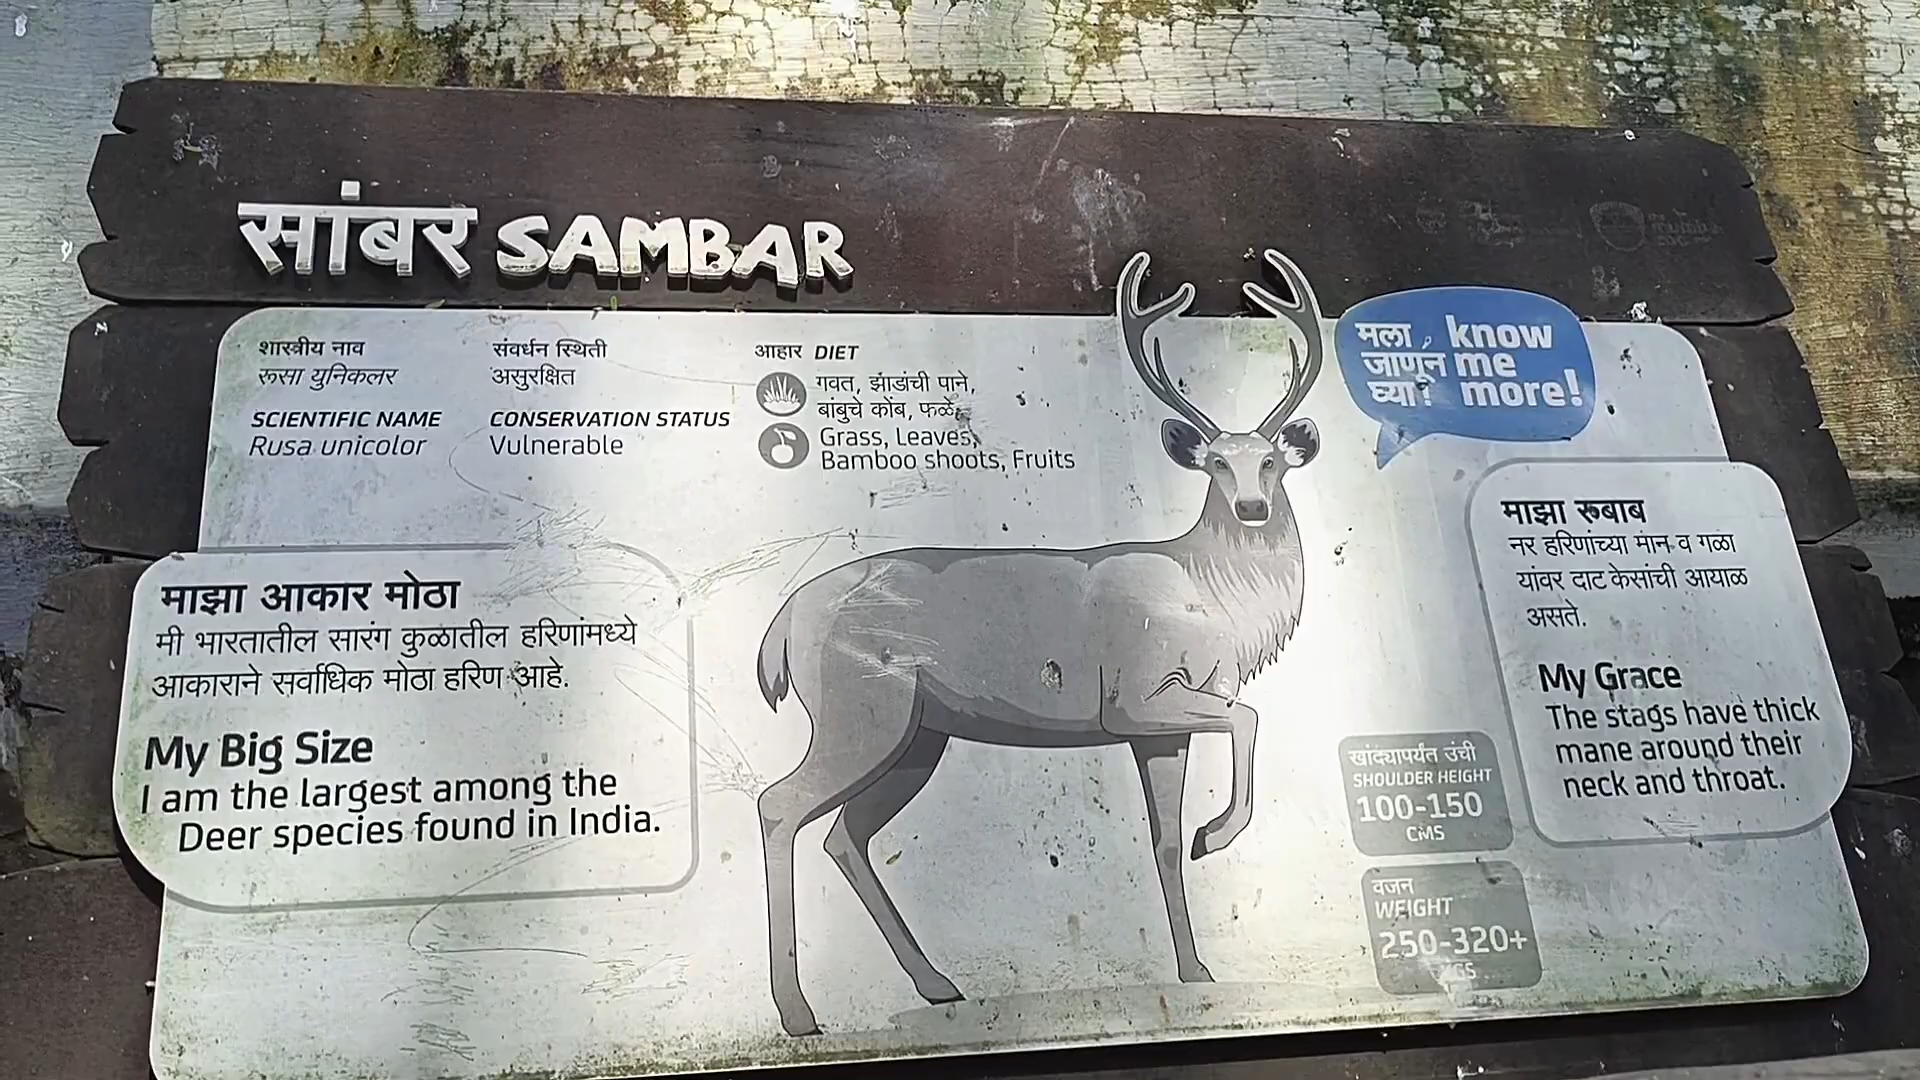 सांबर SAMBAR
शास्त्रीय नाव
रूसा युनिकलर
SCIENTIFIC NAME
Rusa unicolor
संवर्धन स्थिती
असुरक्षित
CONSERVATION STATUS
Vulnerable
आहार DIET
गवत, झाडांची पाने,
बांबुचे कोंब, फळे
Grass, Leaves,
Bamboo shoots, Fruits
मला
जाणून
घ्या?
know
me
more!
माझा आकार मोठा
मी भारतातील सारंग कुळातील हरिणांमध्ये
आकाराने सर्वाधिक मोठा हरिण आहे.
My Big Size
I am the largest among the
Deer species found in India.
माझा रूबाब
नर हरिणांच्या मान व गळा
यांवर दाट केसांची आयाळ
असते.
My Grace
The stags have thick
mane around their
neck and throat.
खांद्यापर्यंत उंची
SHOULDER HEIGHT
100-150
CMS
वजन
WEIGHT
250-320+
KGS